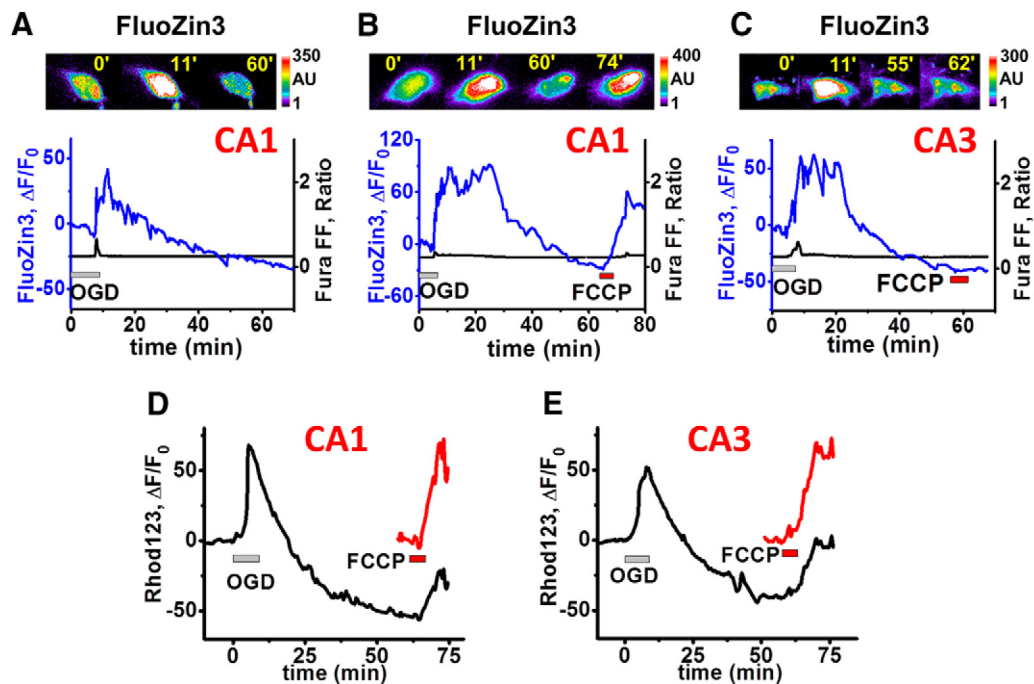 A FluoZin3
0' 11' 60'
350
AU
1
CA1
FluoZin3, ΔF/F0
50
0
-50
2
0
Fura FF, Ratio
OGD
0 20 40 60
time (min)
B FluoZin3
0' 11' 60' 74'
400
AU
1
CA1
FluoZin3, ΔF/F0
120
60
0
-60
2
0
Fura FF, Ratio
OGD
FCCP
0 20 40 60 80
time (min)
C FluoZin3
0' 11' 55' 62'
300
AU
1
CA3
FluoZin3, ΔF/F0
50
0
-50
2
0
Fura FF, Ratio
OGD
FCCP
0 20 40 60
time (min)
D
CA1
Rhod123, ΔF/F0
50
0
-50
OGD
FCCP
0 25 50 75
time (min)
E
CA3
Rhod123, ΔF/F0
50
0
-50
OGD
FCCP
0 25 50 75
time (min)